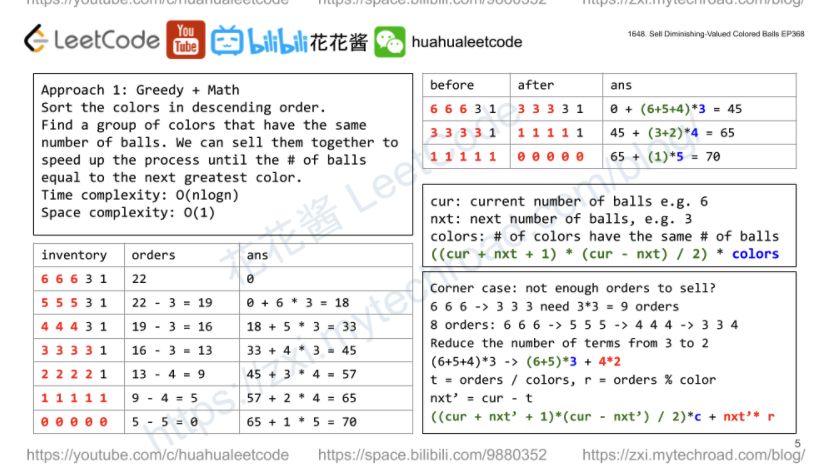 https://youtube.com/c/huahualeetcode https://space.bilibili.com/9880352 https://zxi.mytechroad.com/blog/
LeetCode You Tube bilibili 花花酱 huahualeetcode
1648. Sell Diminishing-Valued Colored Balls EP368
Approach 1: Greedy + Math
Sort the colors in descending order.
Find a group of colors that have the same
number of balls. We can sell them together to
speed up the process until the # of balls
equal to the next greatest color.
Time complexity: O(nlogn)
Space complexity: O(1)
inventory orders ans
6 6 6 3 1 22 0
5 5 5 3 1 22 - 3 = 19 0 + 6 * 3 = 18
4 4 4 3 1 19 - 3 = 16 18 + 5 * 3 = 33
3 3 3 3 1 16 - 3 = 13 33 + 4 * 3 = 45
2 2 2 2 1 13 - 4 = 9 45 + 3 * 4 = 57
1 1 1 1 1 9 - 4 = 5 57 + 2 * 4 = 65
0 0 0 0 0 5 - 5 = 0 65 + 1 * 5 = 70
before after ans
6 6 6 3 1 3 3 3 3 1 0 + (6+5+4)*3 = 45
3 3 3 3 1 1 1 1 1 1 45 + (3+2)*4 = 65
1 1 1 1 1 0 0 0 0 0 65 + (1)*5 = 70
cur: current number of balls e.g. 6
nxt: next number of balls, e.g. 3
colors: # of colors have the same # of balls
((cur + nxt + 1) * (cur - nxt) / 2) * colors
Corner case: not enough orders to sell?
6 6 6 -> 3 3 3 need 3*3 = 9 orders
8 orders: 6 6 6 -> 5 5 5 -> 4 4 4 -> 3 3 4
Reduce the number of terms from 3 to 2
(6+5+4)*3 -> (6+5)*3 + 4*2
t = orders / colors, r = orders % color
nxt' = cur - t
((cur + nxt' + 1)*(cur - nxt') / 2)*c + nxt'* r
花花酱 LeetCode
https://zxi.mytechroad.com/blog/
5
https://youtube.com/c/huahualeetcode https://space.bilibili.com/9880352 https://zxi.mytechroad.com/blog/